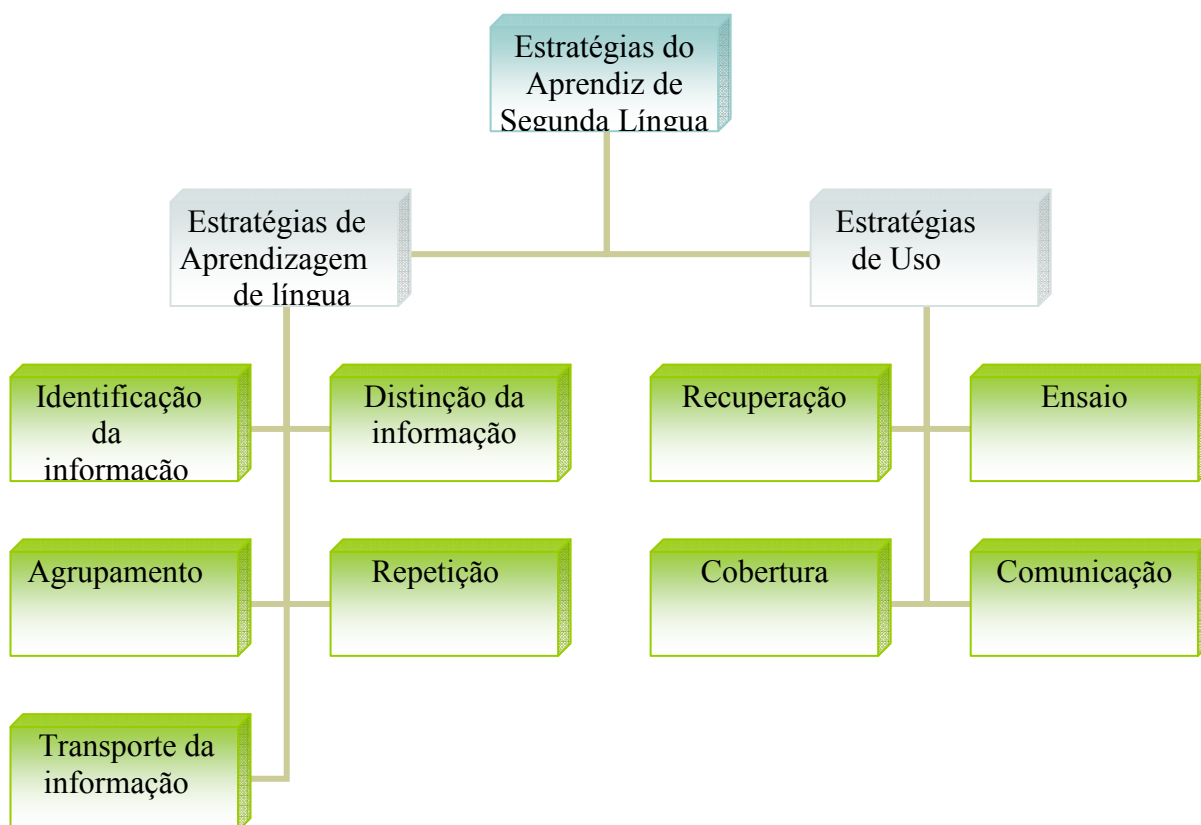 Estratégias do
Aprendiz de
Segunda Língua
Estratégias de
Aprendizagem
de língua
Estratégias
de Uso
Identificação
da
informação
Distinção da
informação
Recuperação
Ensaio
Agrupamento
Repetição
Cobertura
Comunicação
Transporte da
informação